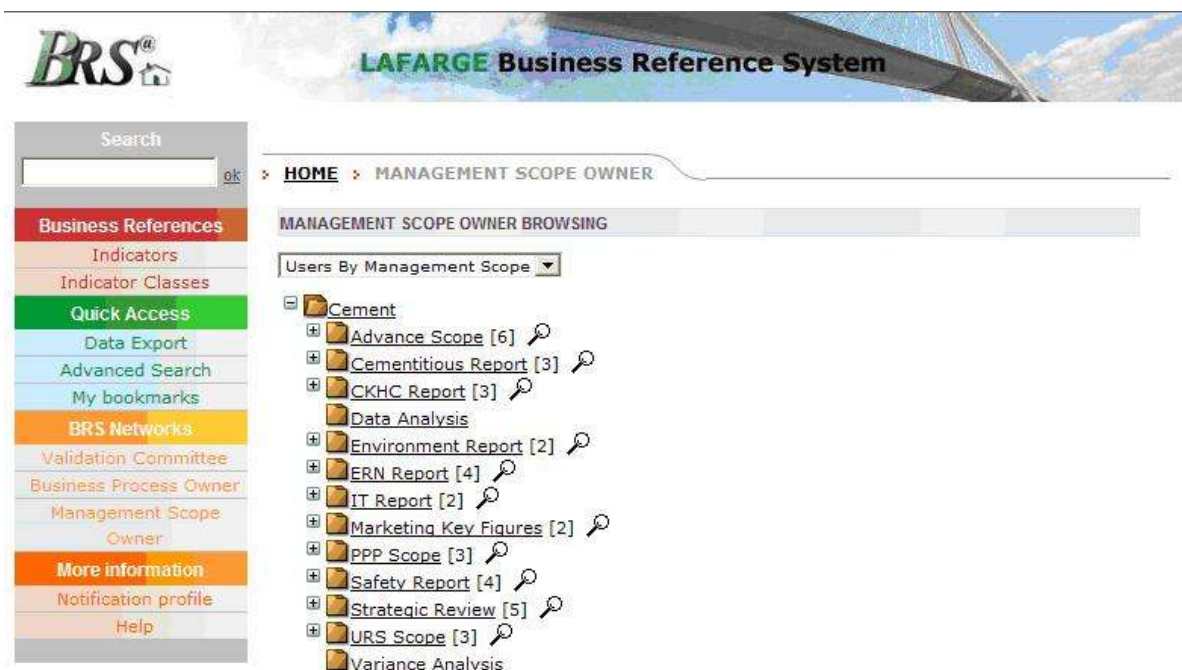 BRS@
LAFARGE Business Reference System
Search
ok
HOME
MANAGEMENT SCOPE OWNER
Business References
Indicators
Indicator Classes
Quick Access
Data Export
Advanced Search
My bookmarks
BRS Networks
Validation Committee
Business Process Owner
Management Scope
Owner
More information
Notification profile
Help
MANAGEMENT SCOPE OWNER BROWSING
Users By Management Scope
Cement
Advance Scope [6]
Cementitious Report [3]
CKHC Report [3]
Data Analysis
Environment Report [2]
ERN Report [4]
IT Report [2]
Marketing Key Figures [2]
PPP Scope [3]
Safety Report [4]
Strategic Review [5]
URS Scope [3]
Variance Analysis